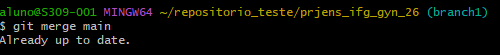 aluno@S309-001 MINGW64 ~/repositorio_teste/prjens_ifg_gyn_26 (branch1)
$ git merge main
Already up to date.